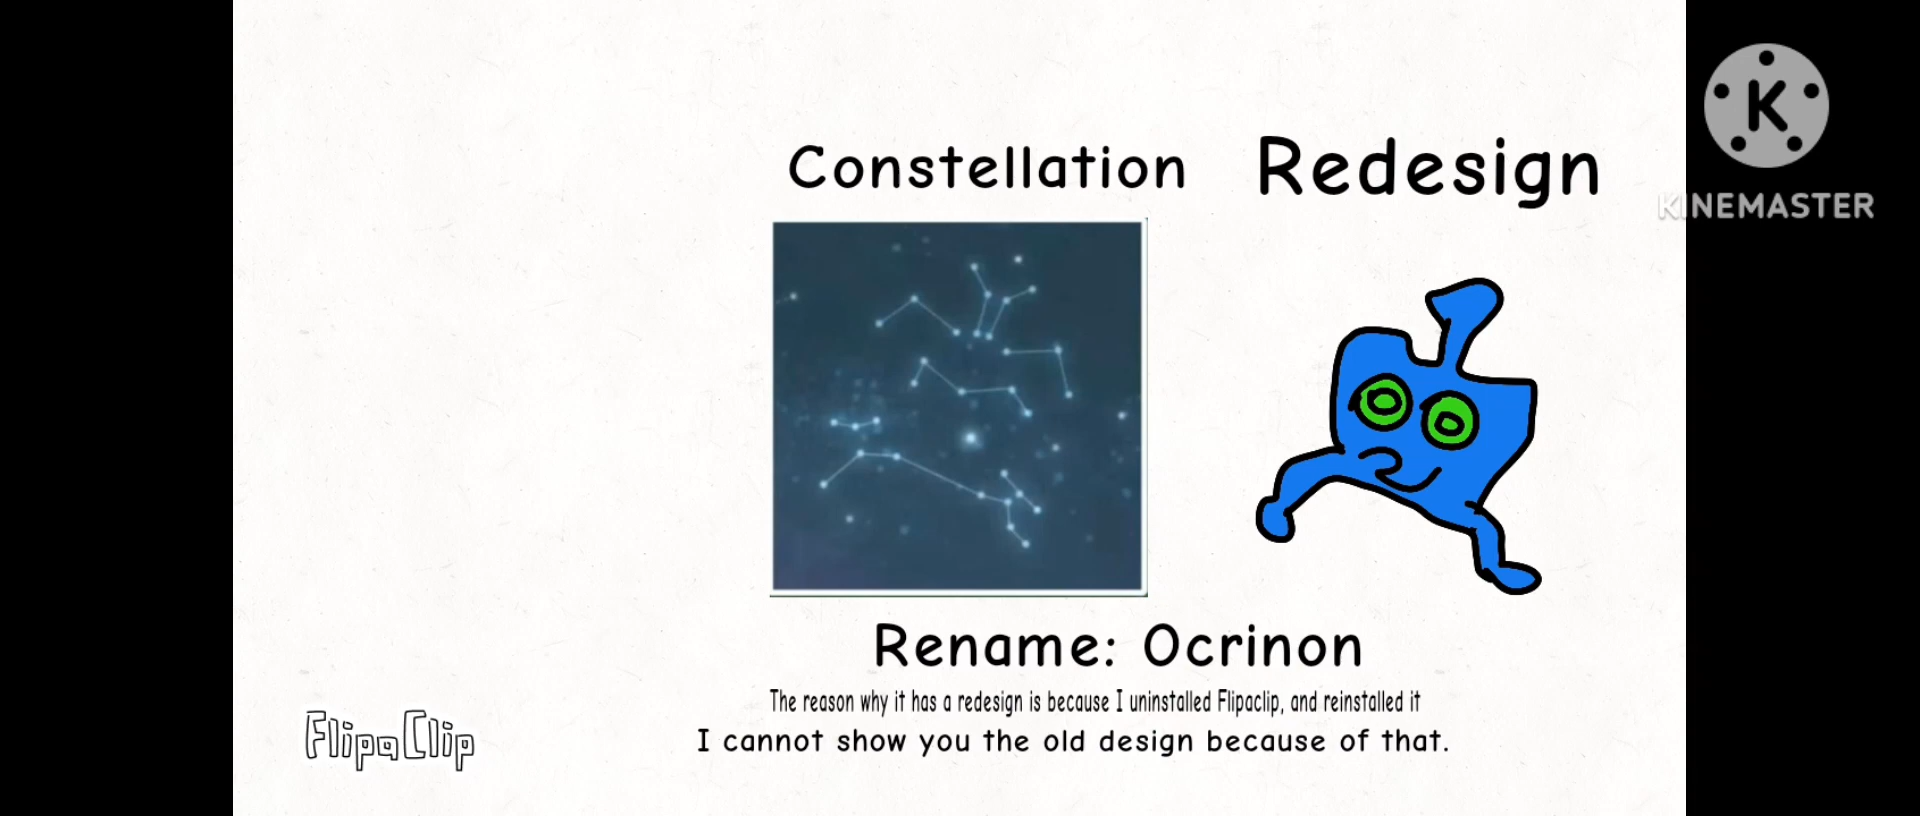 Constellation
Redesign
K
KINEMASTER
Rename: Ocrinon
The reason why it has a redesign is because I uninstalled Flipaclip, and reinstalled it
I cannot show you the old design because of that.
FlipaClip